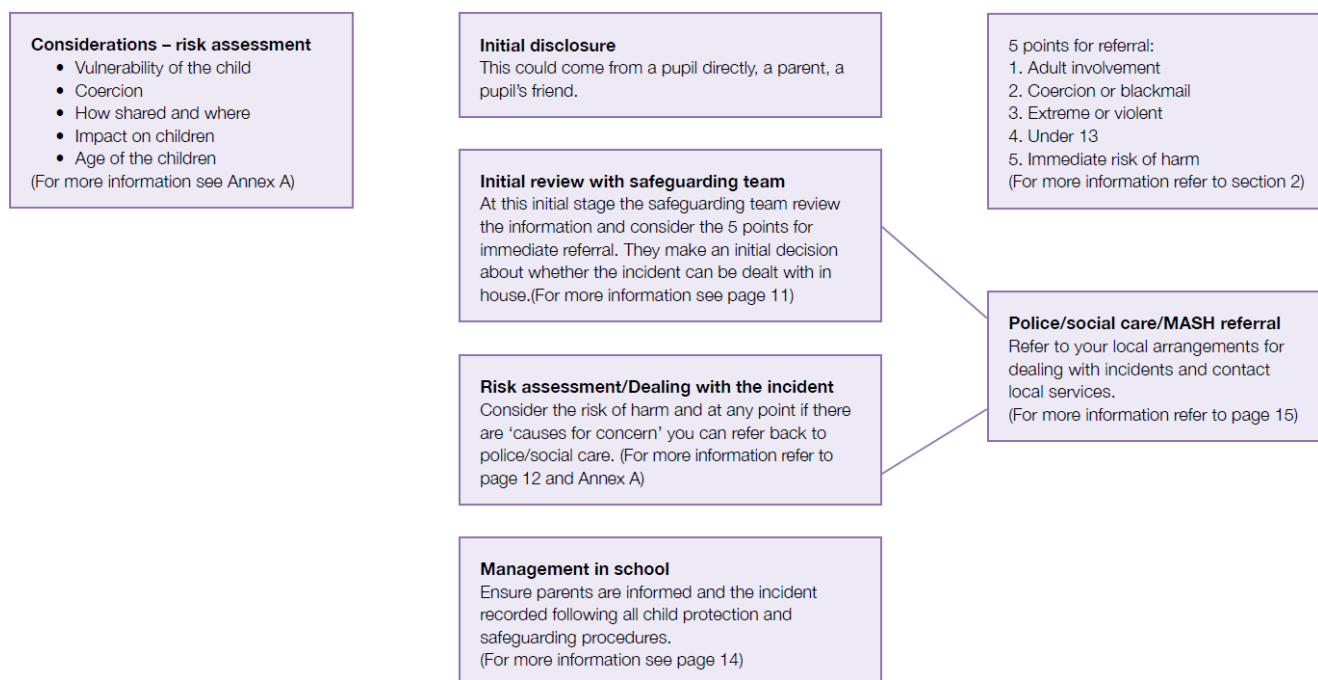 Considerations – risk assessment
• Vulnerability of the child
• Coercion
• How shared and where
• Impact on children
• Age of the children
(For more information see Annex A)
Initial disclosure
This could come from a pupil directly, a parent, a
pupil's friend.
Initial review with safeguarding team
At this initial stage the safeguarding team review
the information and consider the 5 points for
immediate referral. They make an initial decision
about whether the incident can be dealt with in
house.(For more information see page 11)
Risk assessment/Dealing with the incident
Consider the risk of harm and at any point if there
are ‘causes for concern’ you can refer back to
police/social care. (For more information refer to
page 12 and Annex A)
Management in school
Ensure parents are informed and the incident
recorded following all child protection and
safeguarding procedures.
(For more information see page 14)
5 points for referral:
1. Adult involvement
2. Coercion or blackmail
3. Extreme or violent
4. Under 13
5. Immediate risk of harm
(For more information refer to section 2)
Police/social care/MASH referral
Refer to your local arrangements for
dealing with incidents and contact
local services.
(For more information refer to page 15)